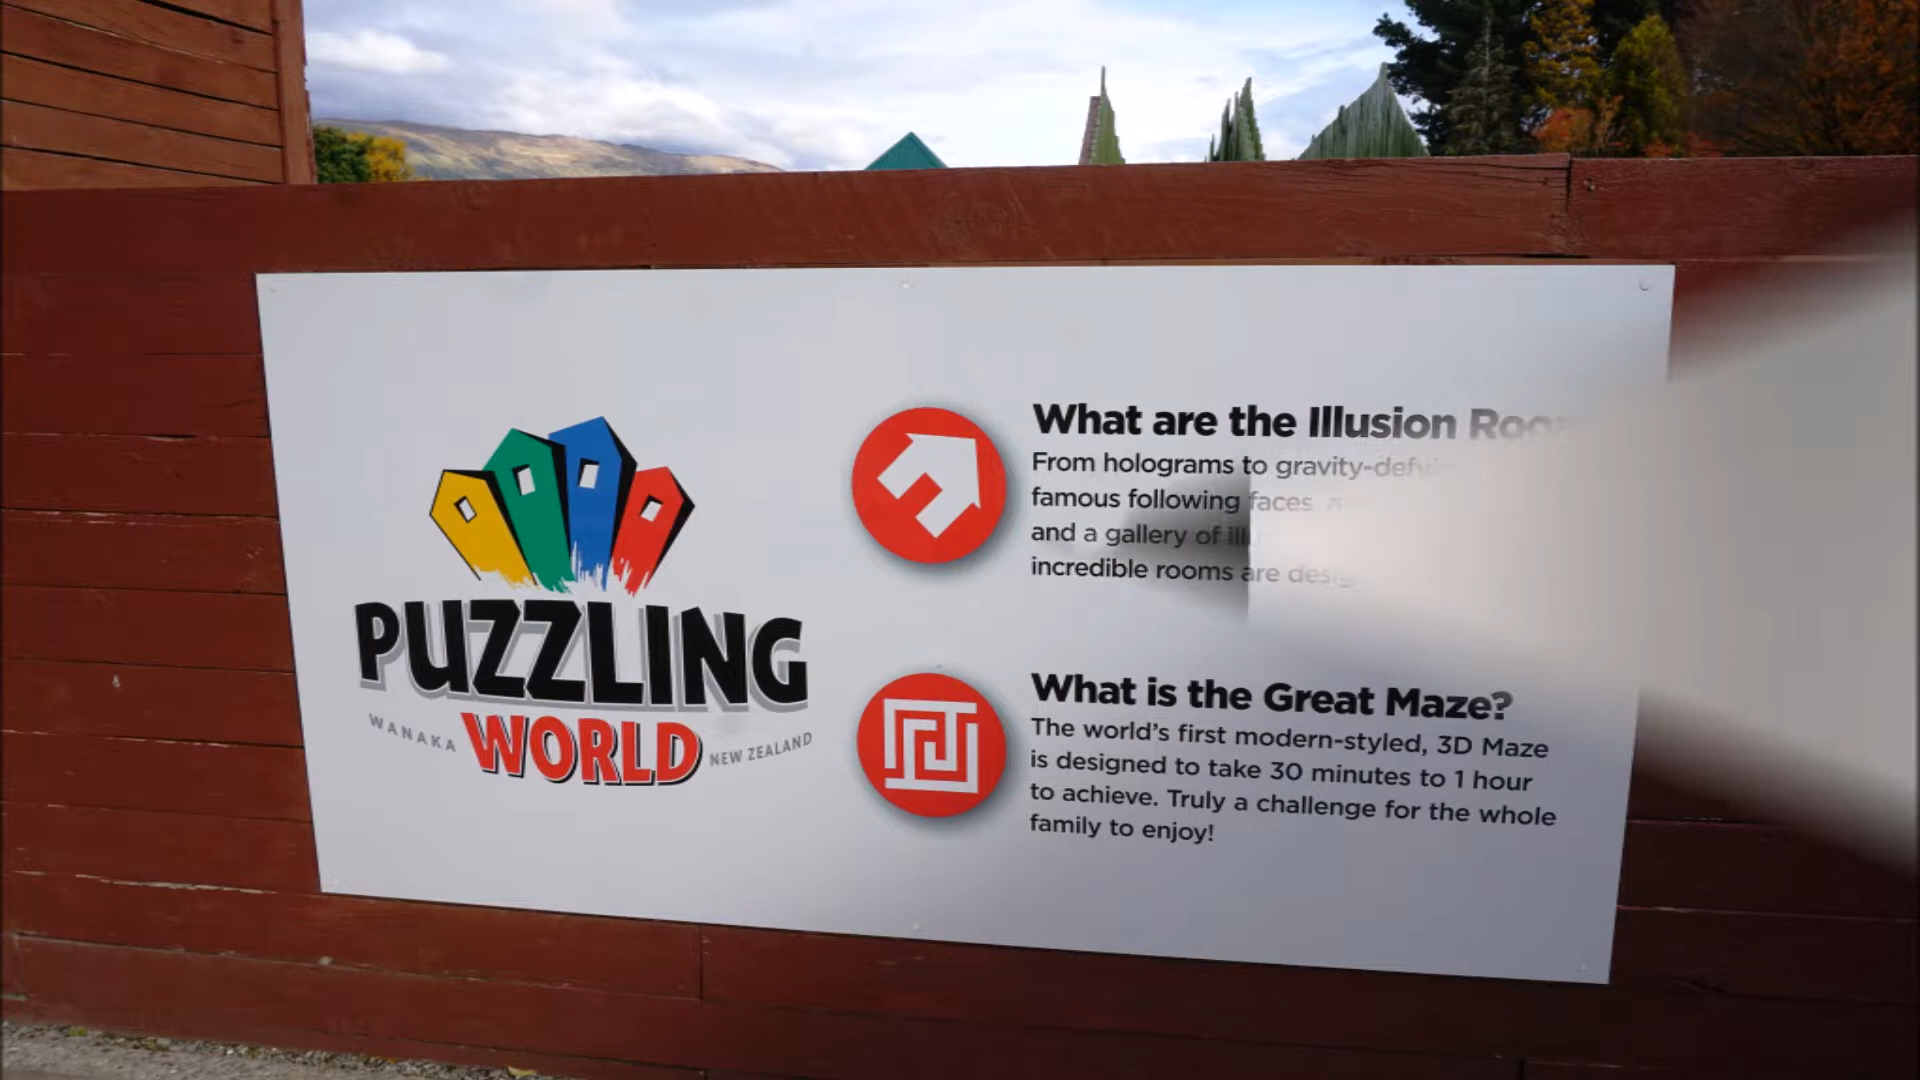 PUZZLING
WANAKA WORLD NEW ZEALAND
What are the Illusion
From holograms to
famous following faces
and a gallery of
incredible rooms are
What is the Great Maze?
The world's first modern-styled, 3D Maze
is designed to take 30 minutes to 1 hour
to achieve. Truly a challenge for the whole
family to enjoy!